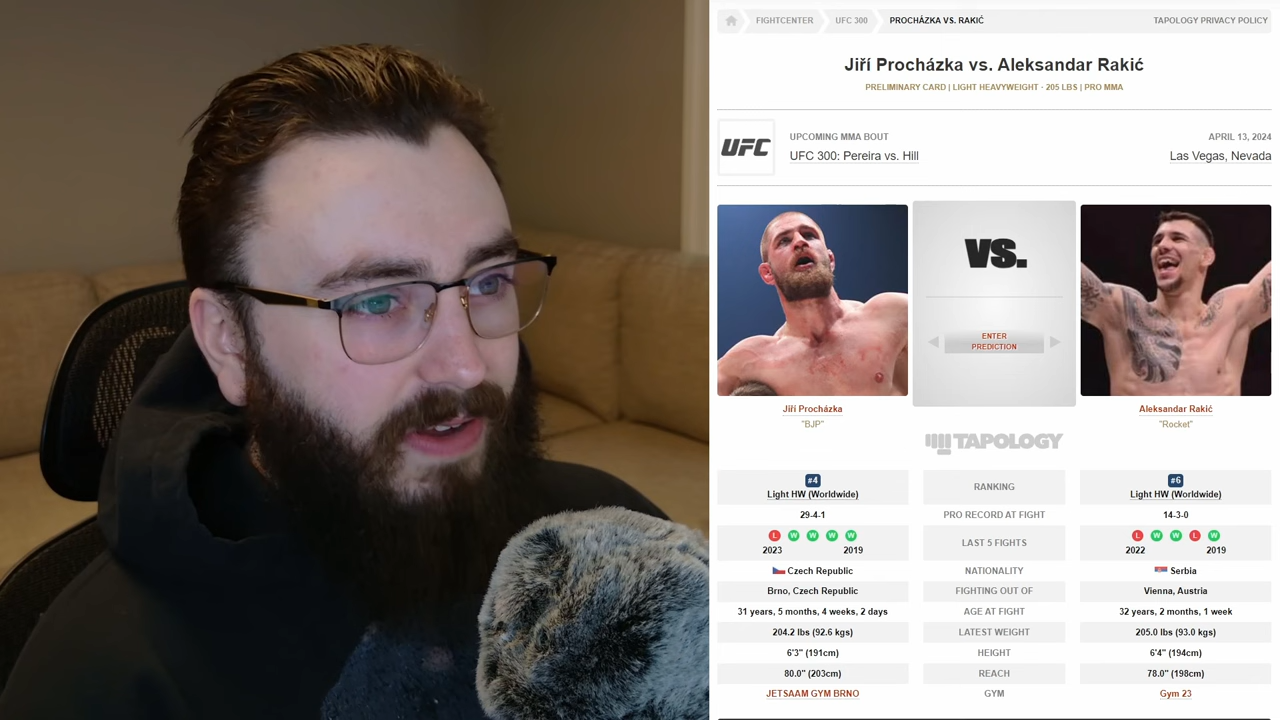 FIGHTCENTER UFC 300 PROCHÁZKA VS. RAKIĆ TAPOLOGY PRIVACY POLICY
Jiří Procházka vs. Aleksandar Rakić
PRELIMINARY CARD | LIGHT HEAVYWEIGHT · 205 LBS | PRO MMA
UFC
UPCOMING MMA BOUT APRIL 13, 2024
UFC 300: Pereira vs. Hill Las Vegas, Nevada
VS.
ENTER
PREDICTION
Jiří Procházka Aleksandar Rakić
"BJP" "Rocket"
TAPOLOGY
#4 RANKING #6
Light HW (Worldwide) Light HW (Worldwide)
29-4-1 PRO RECORD AT FIGHT 14-3-0
L W W W W LAST 5 FIGHTS L W W L W
2023 2019 2022 2019
Czech Republic NATIONALITY Serbia
Brno, Czech Republic FIGHTING OUT OF Vienna, Austria
31 years, 5 months, 4 weeks, 2 days AGE AT FIGHT 32 years, 2 months, 1 week
204.2 lbs (92.6 kgs) LATEST WEIGHT 205.0 lbs (93.0 kgs)
6'3" (191cm) HEIGHT 6'4" (194cm)
80.0" (203cm) REACH 78.0" (198cm)
JETSAAM GYM BRNO GYM Gym 23